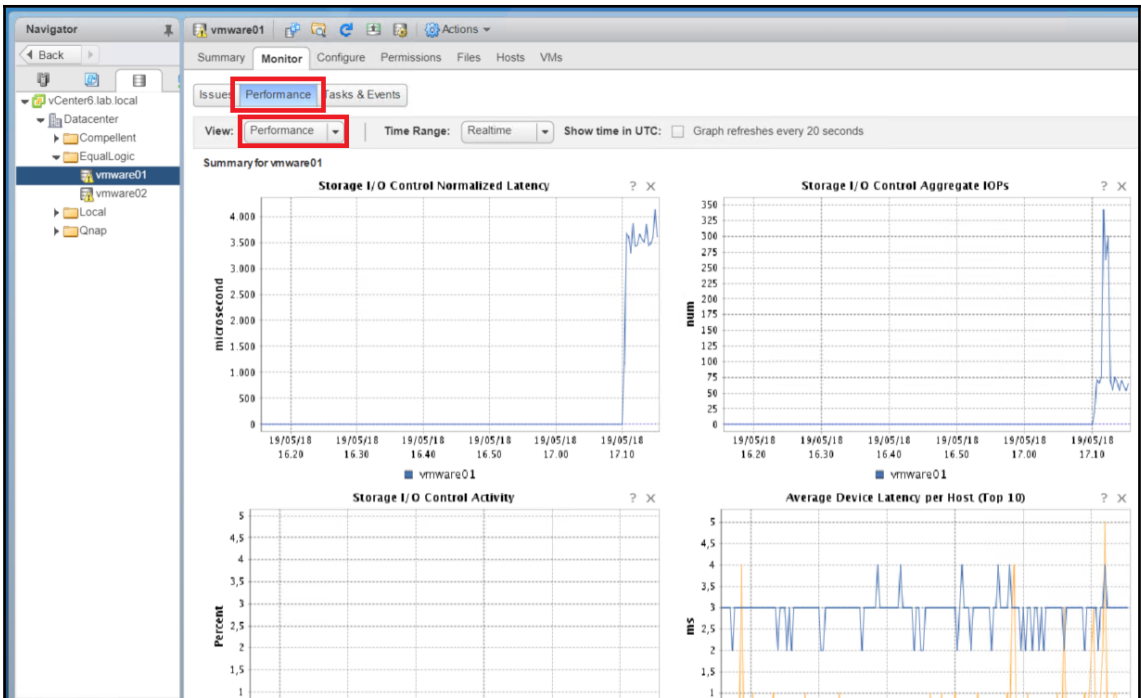 Navigator
Back
vCenter6.lab.local
Datacenter
Compellent
EqualLogic
vmware01
vmware02
Local
Qnap
vmware01 Actions
Summary Monitor Configure Permissions Files Hosts VMs
Issues Performance Tasks & Events
View: Performance Time Range: Realtime Show time in UTC: Graph refreshes every 20 seconds
Summary for vmware01
Storage I/O Control Normalized Latency ? X
microsecond
4.000
3.500
3.000
2.500
2.000
1.500
1.000
500
0
19/05/18 19/05/18 19/05/18 19/05/18 19/05/18 19/05/18
16.20 16.30 16.40 16.50 17.00 17.10
vmware01
Storage I/O Control Aggregate IOPs ? X
num
350
325
300
275
250
225
200
175
150
125
100
75
50
25
0
19/05/18 19/05/18 19/05/18 19/05/18 19/05/18 19/05/18
16.20 16.30 16.40 16.50 17.00 17.10
vmware01
Storage I/O Control Activity ? X
Percent
5
4,5
4
3,5
3
2,5
2
1,5
1
Average Device Latency per Host (Top 10) ? X
ms
5
4,5
4
3,5
3
2,5
2
1,5
1